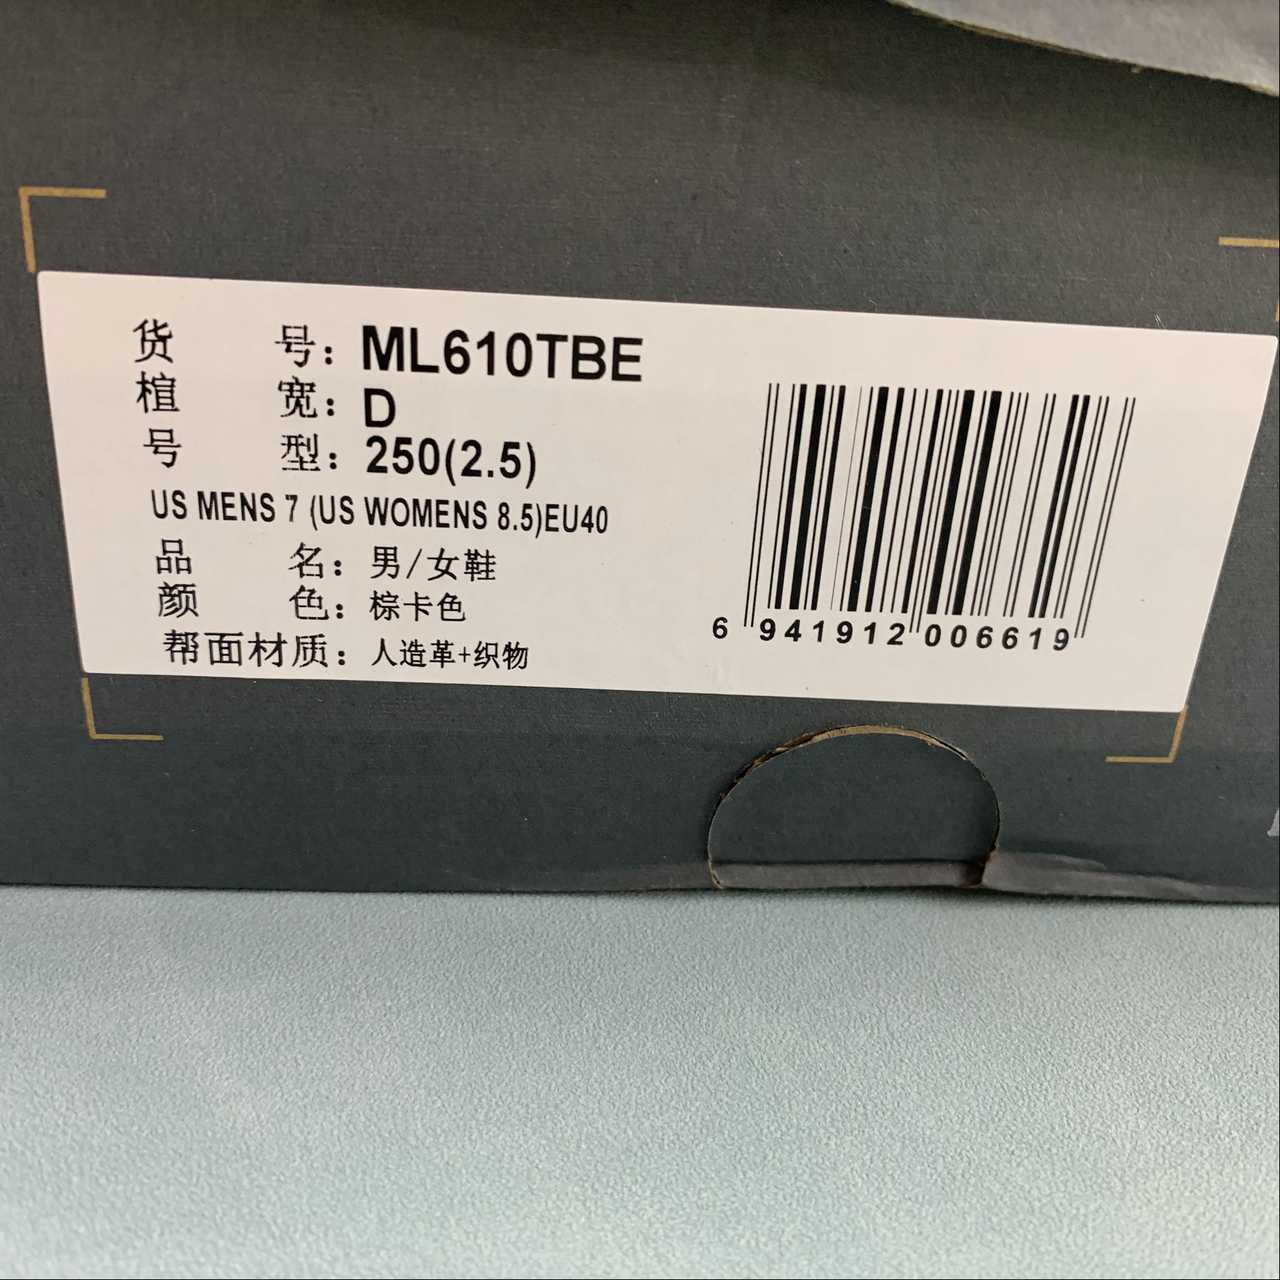 货 号：ML610TBE
楦 宽：D
号 型：250(2.5)
US MENS 7 (US WOMENS 8.5)EU40
品 名：男/女鞋
颜 色：棕卡色
帮面材质：人造革+织物
6 941912 006619